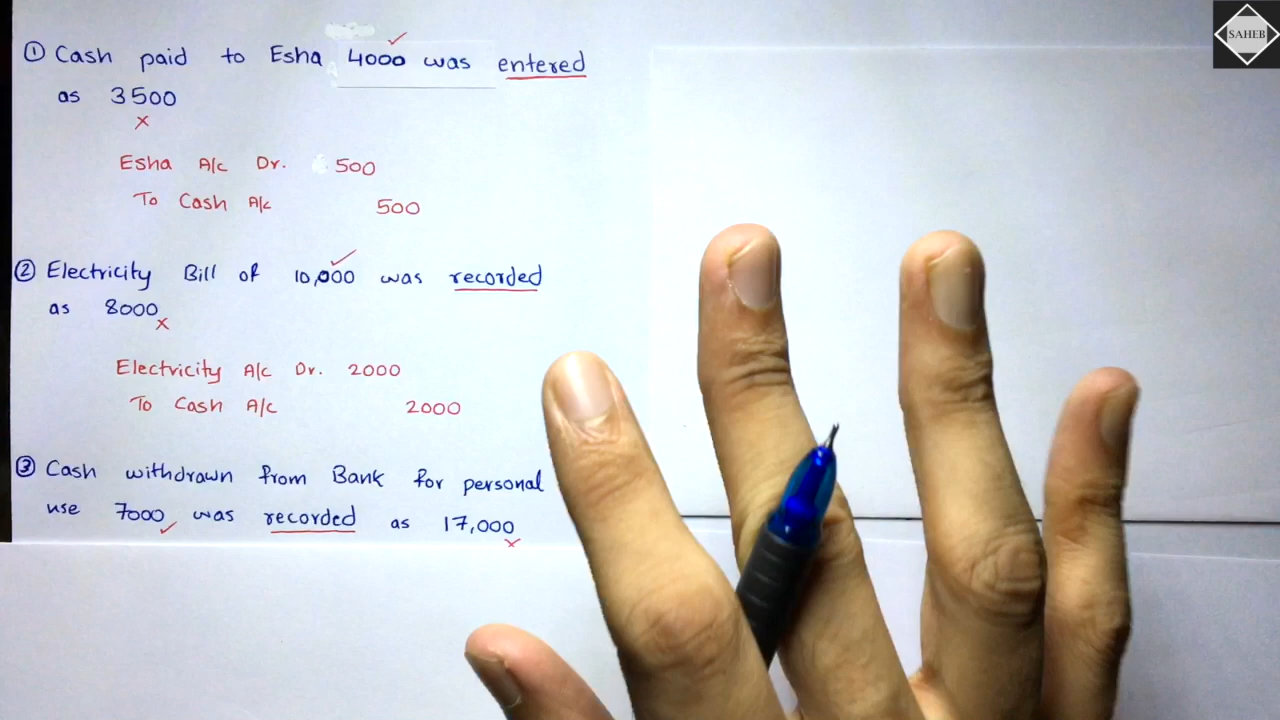 ① Cash paid to Esha 4000 ✓ was entered
as 3500
x
Esha A/c Dr. 500
To Cash A/c 500
② Electricity Bill of 10,000 ✓ was recorded
as 8000 x
Electricity A/c Dr. 2000
To Cash A/c 2000
③ Cash withdrawn from Bank for personal
use 7000 ✓ was recorded as 17,000 x
SAHEB